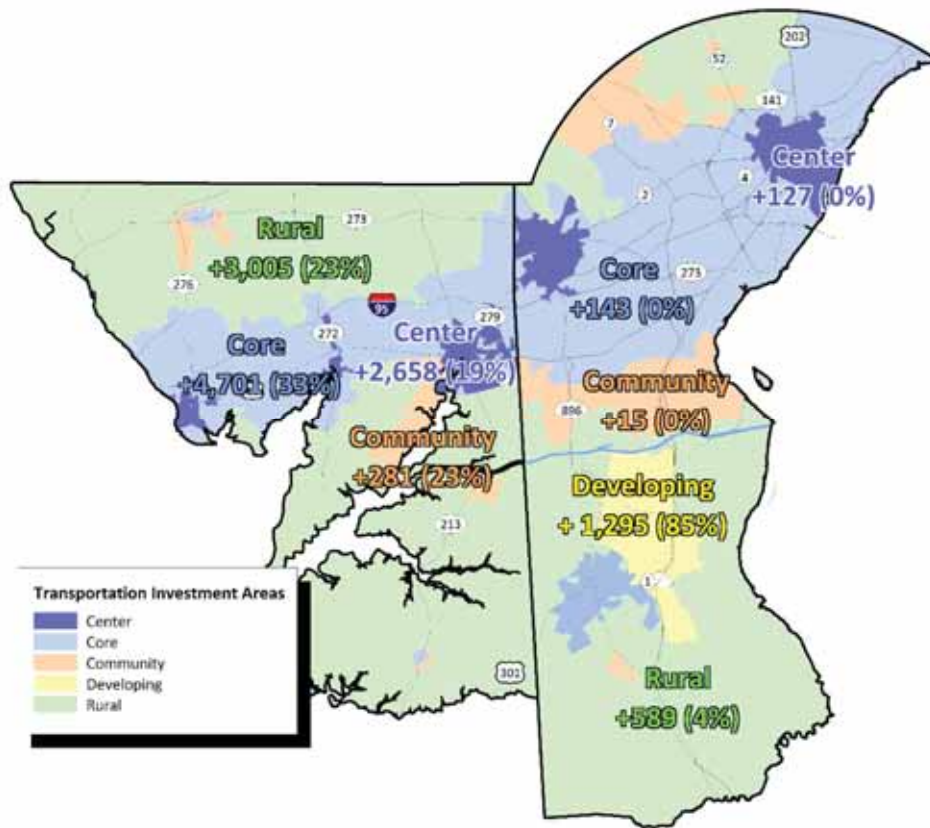 202
52
141
7
Center
+127 (0%)
4
2
273
Rural
+3,005 (23%)
276
Core
+143 (0%)
273
95
279
272
Center
+2,658 (19%)
Core
+4,701 (33%)
Community
+15 (0%)
896
Community
+281 (23%)
Developing
+ 1,295 (85%)
213
1
Transportation Investment Areas
Center
Core
Community
Developing
Rural
301
Rural
+589 (4%)